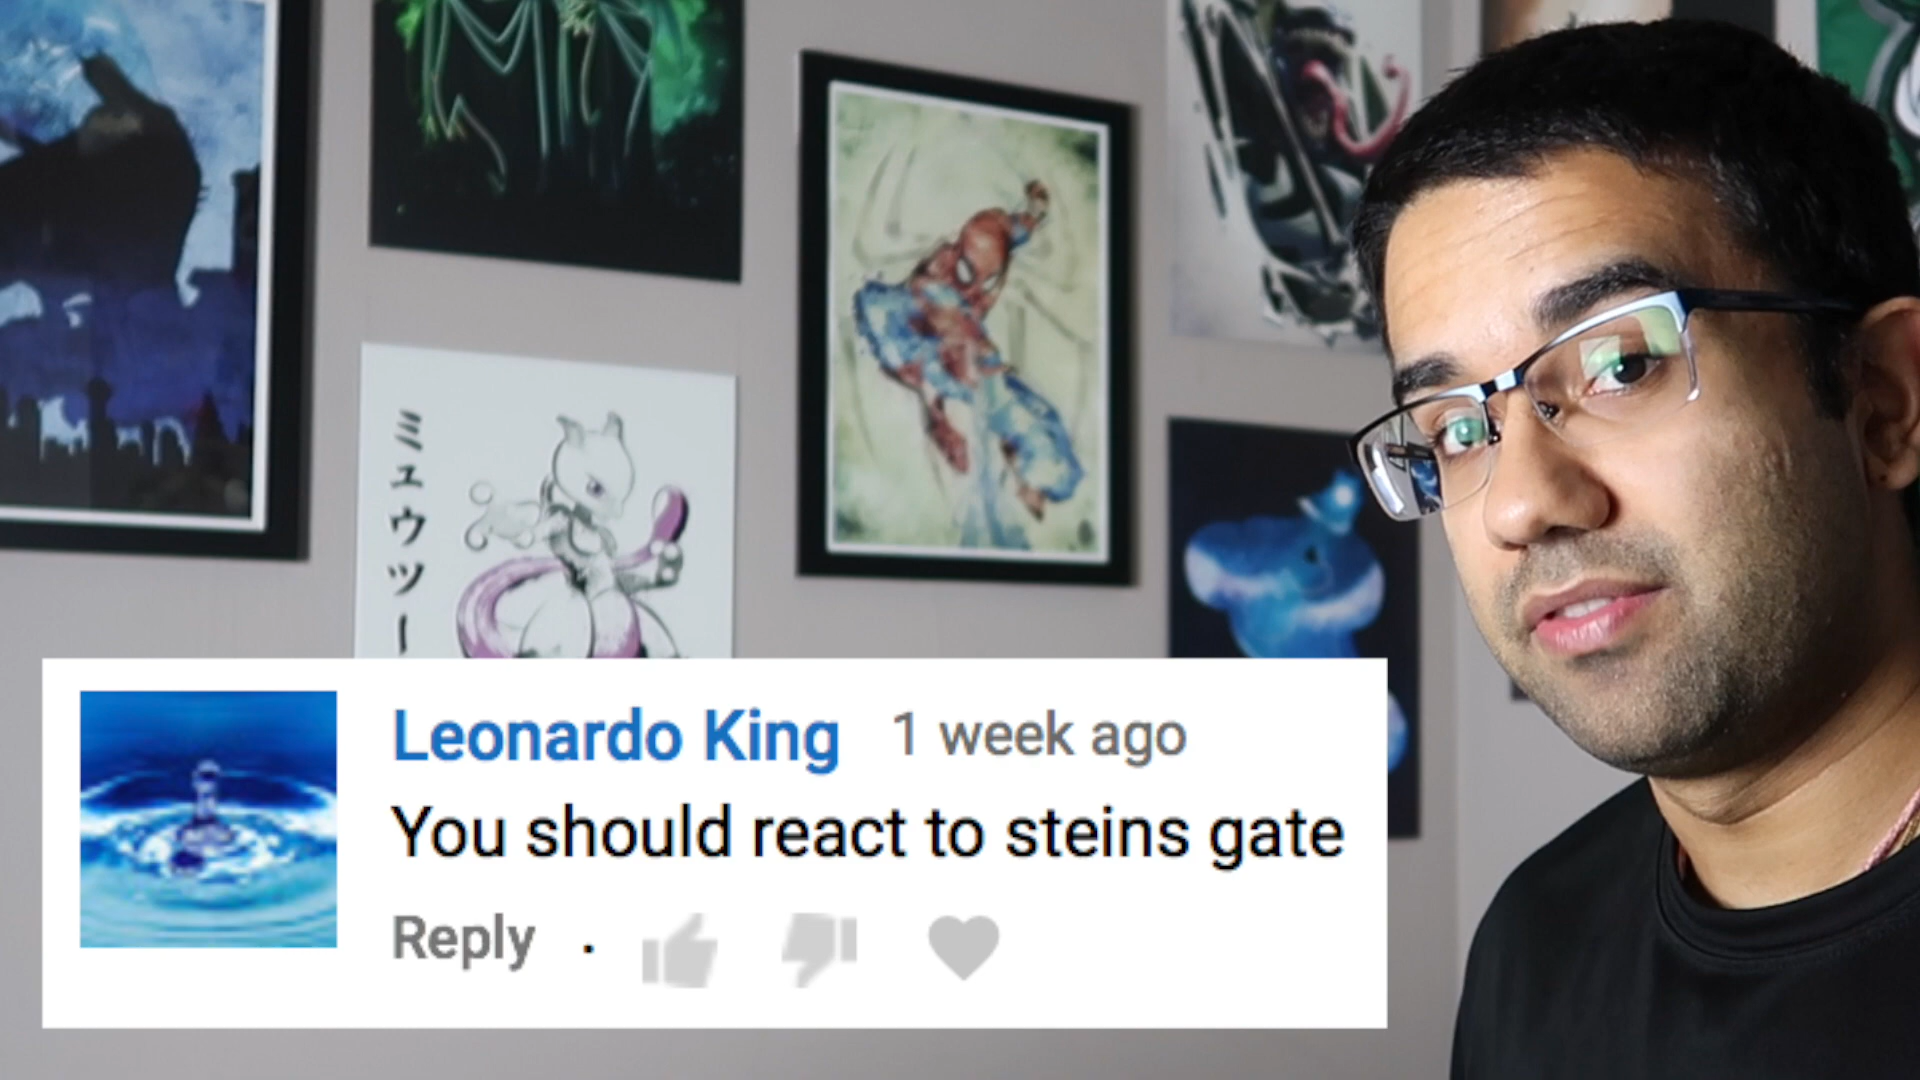 ミュウツー
Leonardo King 1 week ago
You should react to steins gate
Reply .